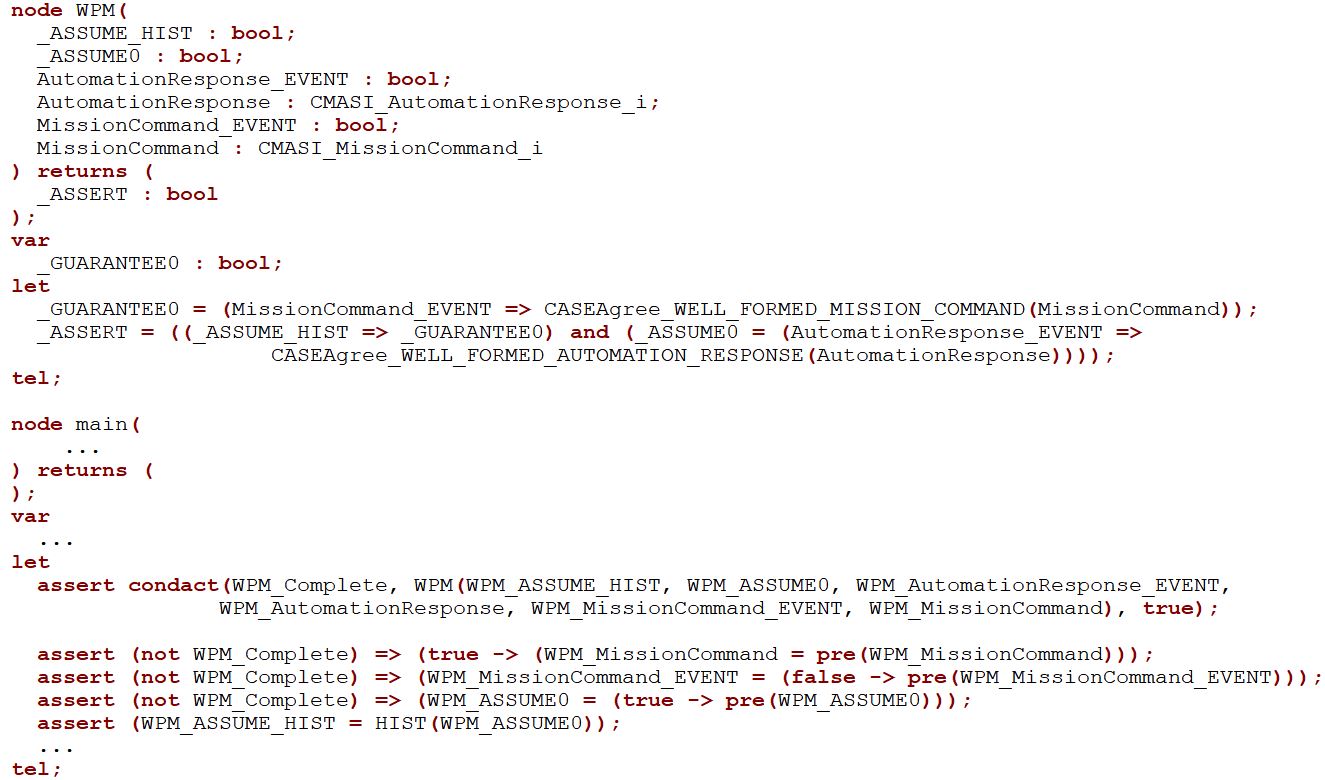 node WPM(
_ASSUME_HIST : bool;
_ASSUME0 : bool;
AutomationResponse_EVENT : bool;
AutomationResponse : CMASI_AutomationResponse_i;
MissionCommand_EVENT : bool;
MissionCommand : CMASI_MissionCommand_i
) returns (
_ASSERT : bool
);
var
_GUARANTEE0 : bool;
let
_GUARANTEE0 = (MissionCommand_EVENT => CASEAgree_WELL_FORMED_MISSION_COMMAND(MissionCommand));
_ASSERT = ((_ASSUME_HIST => _GUARANTEE0) and (_ASSUME0 = (AutomationResponse_EVENT =>
CASEAgree_WELL_FORMED_AUTOMATION_RESPONSE(AutomationResponse))));
tel;
node main(
...
) returns (
);
var
...
let
assert condact(WPM_Complete, WPM(WPM_ASSUME_HIST, WPM_ASSUME0, WPM_AutomationResponse_EVENT,
WPM_AutomationResponse, WPM_MissionCommand_EVENT, WPM_MissionCommand), true);
assert (not WPM_Complete) => (true -> (WPM_MissionCommand = pre(WPM_MissionCommand)));
assert (not WPM_Complete) => (WPM_MissionCommand_EVENT = (false -> pre(WPM_MissionCommand_EVENT)));
assert (not WPM_Complete) => (WPM_ASSUME0 = (true -> pre(WPM_ASSUME0)));
assert (WPM_ASSUME_HIST = HIST(WPM_ASSUME0));
...
tel;